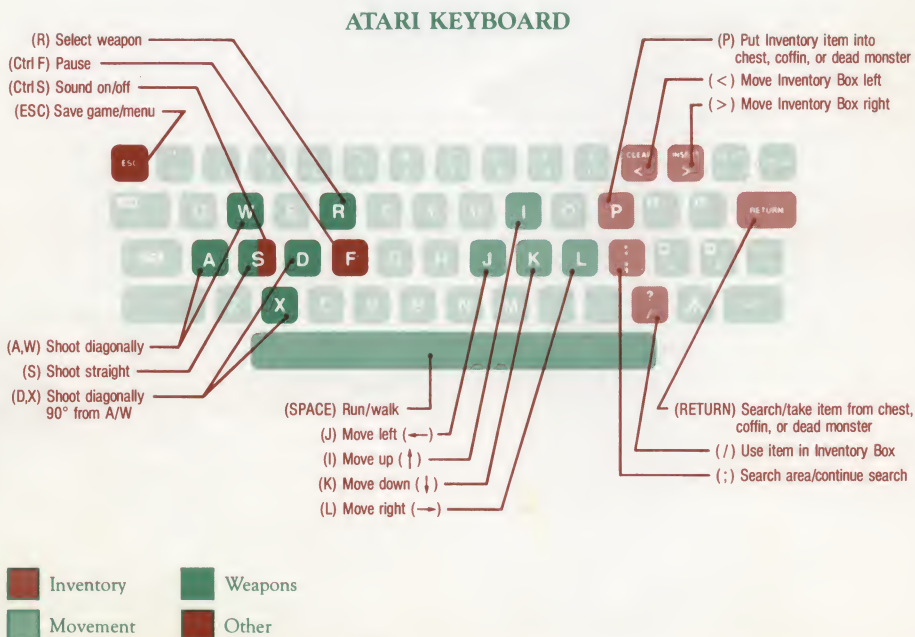 ATARI KEYBOARD
(R) Select weapon
(Ctrl F) Pause
(Ctrl S) Sound on/off
(ESC) Save game/menu
(P) Put Inventory item into
chest, coffin, or dead monster
(<) Move Inventory Box left
(>) Move Inventory Box right
ESC
CLEAR
<
INSERT
>
W
R
I
P
RETURN
A
S
D
F
J
K
L
:
;
X
?
/
(A,W) Shoot diagonally
(S) Shoot straight
(D,X) Shoot diagonally
90° from A/W
(SPACE) Run/walk
(J) Move left (←)
(I) Move up (↑)
(K) Move down (↓)
(L) Move right (→)
(RETURN) Search/take item from chest,
coffin, or dead monster
(/) Use item in Inventory Box
(;) Search area/continue search
Inventory
Weapons
Movement
Other